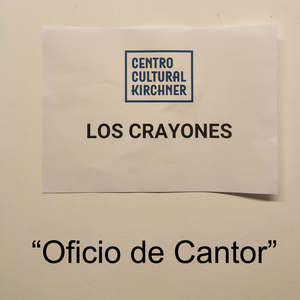 CENTRO
CULTURAL
KIRCHNER
LOS CRAYONES
“Oficio de Cantor”